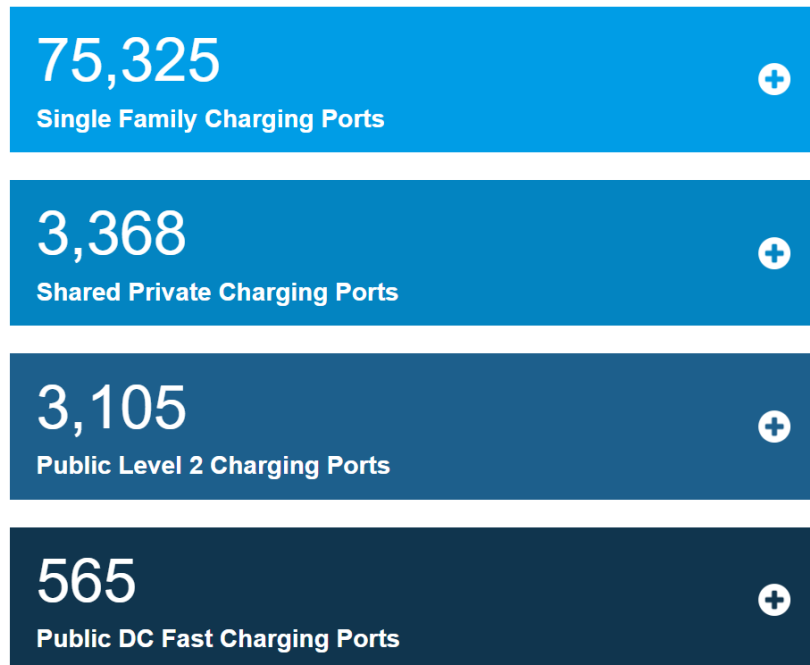 75,325
Single Family Charging Ports
3,368
Shared Private Charging Ports
3,105
Public Level 2 Charging Ports
565
Public DC Fast Charging Ports